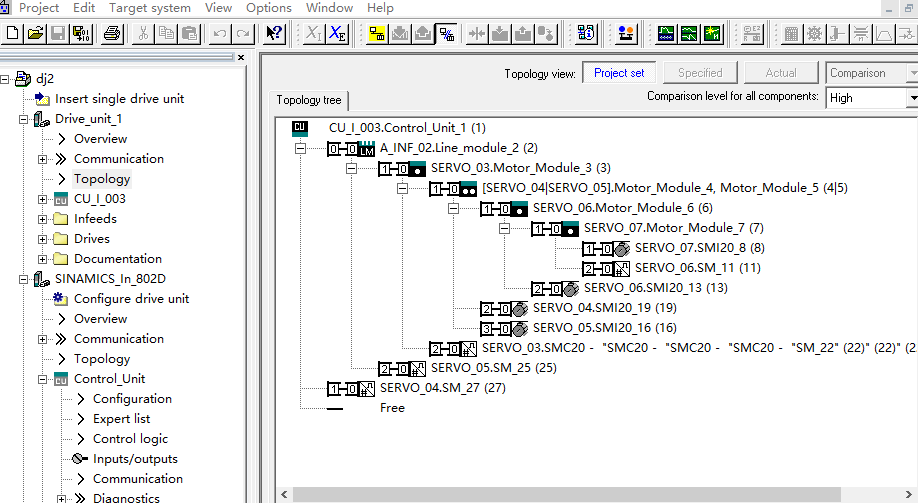 Project Edit Target system View Options Window Help
dj2
Insert single drive unit
Drive_unit_1
Overview
Communication
Topology
CU_I_003
Infeeds
Drives
Documentation
SINAMICS_In_802D
Configure drive unit
Overview
Communication
Topology
Control_Unit
Configuration
Expert list
Control logic
Inputs/outputs
Communication
Diagnostics
Topology view: Project set Specified Actual Comparison
Topology tree
Comparison level for all components: High
CU_I_003.Control_Unit_1 (1)
0 0 LM A_INF_02.Line_module_2 (2)
1 0 SERVO_03.Motor_Module_3 (3)
1 0 [SERVO_04|SERVO_05].Motor_Module_4, Motor_Module_5 (4|5)
1 0 SERVO_06.Motor_Module_6 (6)
1 0 SERVO_07.Motor_Module_7 (7)
1 0 SERVO_07.SMI20_8 (8)
2 0 SERVO_06.SM_11 (11)
2 0 SERVO_06.SMI20_13 (13)
2 0 SERVO_04.SMI20_19 (19)
3 0 SERVO_05.SMI20_16 (16)
2 0 SERVO_03.SMC20 - "SMC20 - "SMC20 - "SMC20 - "SM_22" (22)" (22)" (2
2 0 SERVO_05.SM_25 (25)
1 0 SERVO_04.SM_27 (27)
Free